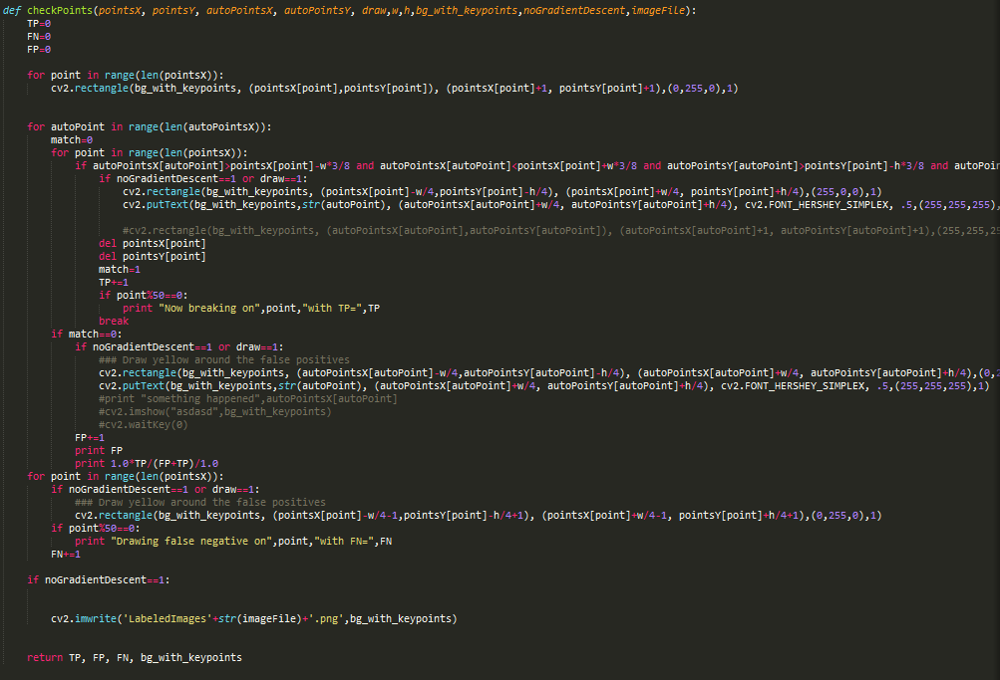 def checkPoints(pointsX, pointsY, autoPointsX, autoPointsY, draw,w,h,bg_with_keypoints,noGradientDescent,imageFile):
    TP=0
    FN=0
    FP=0
    for point in range(len(pointsX)):
        cv2.rectangle(bg_with_keypoints, (pointsX[point],pointsY[point]), (pointsX[point]+1, pointsY[point]+1),(0,255,0),1)
    for autoPoint in range(len(autoPointsX)):
        match=0
        for point in range(len(pointsX)):
            if autoPointsX[autoPoint]>pointsX[point]-w*3/8 and autoPointsX[autoPoint]<pointsX[point]+w*3/8 and autoPointsY[autoPoint]>pointsY[point]-h*3/8 and autoPoin
                if noGradientDescent==1 or draw==1:
                    cv2.rectangle(bg_with_keypoints, (pointsX[point]-w/4,pointsY[point]-h/4), (pointsX[point]+w/4, pointsY[point]+h/4),(255,0,0),1)
                    cv2.putText(bg_with_keypoints,str(autoPoint), (autoPointsX[autoPoint]+w/4, autoPointsY[autoPoint]+h/4), cv2.FONT_HERSHEY_SIMPLEX, .5,(255,255,255),
                    #cv2.rectangle(bg_with_keypoints, (autoPointsX[autoPoint],autoPointsY[autoPoint]), (autoPointsX[autoPoint]+1, autoPointsY[autoPoint]+1),(255,255,25
                del pointsX[point]
                del pointsY[point]
                match=1
                TP+=1
                if point%50==0:
                    print "Now breaking on",point,"with TP=",TP
                break
        if match==0:
            if noGradientDescent==1 or draw==1:
                ### Draw yellow around the false positives
                cv2.rectangle(bg_with_keypoints, (autoPointsX[autoPoint]-w/4,autoPointsY[autoPoint]-h/4), (autoPointsX[autoPoint]+w/4, autoPointsY[autoPoint]+h/4),(0,2
                cv2.putText(bg_with_keypoints,str(autoPoint), (autoPointsX[autoPoint]+w/4, autoPointsY[autoPoint]+h/4), cv2.FONT_HERSHEY_SIMPLEX, .5,(255,255,255),1)
                #print "something happened",autoPointsX[autoPoint]
                #cv2.imshow("asdasd",bg_with_keypoints)
                #cv2.waitKey(0)
            FP+=1
            print FP
            print 1.0*TP/(FP+TP)/1.0
    for point in range(len(pointsX)):
        if noGradientDescent==1 or draw==1:
            ### Draw yellow around the false positives
            cv2.rectangle(bg_with_keypoints, (pointsX[point]-w/4-1,pointsY[point]-h/4+1), (pointsX[point]+w/4-1, pointsY[point]+h/4+1),(0,255,0),1)
        if point%50==0:
            print "Drawing false negative on",point,"with FN=",FN
        FN+=1
    if noGradientDescent==1:
        cv2.imwrite('LabeledImages'+str(imageFile)+'.png',bg_with_keypoints)
    return TP, FP, FN, bg_with_keypoints